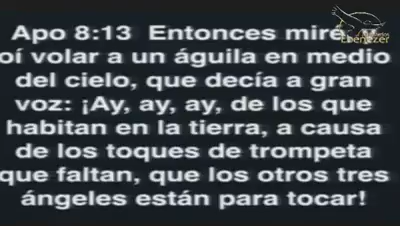 Apo 8:13 Entonces miré
oí volar a un águila en medio
del cielo, que decía a gran
voz: ¡Ay, ay, ay, de los que
habitan en la tierra, a causa
de los toques de trompeta
que faltan, que los otros tres
ángeles están para tocar!
Ebenezer